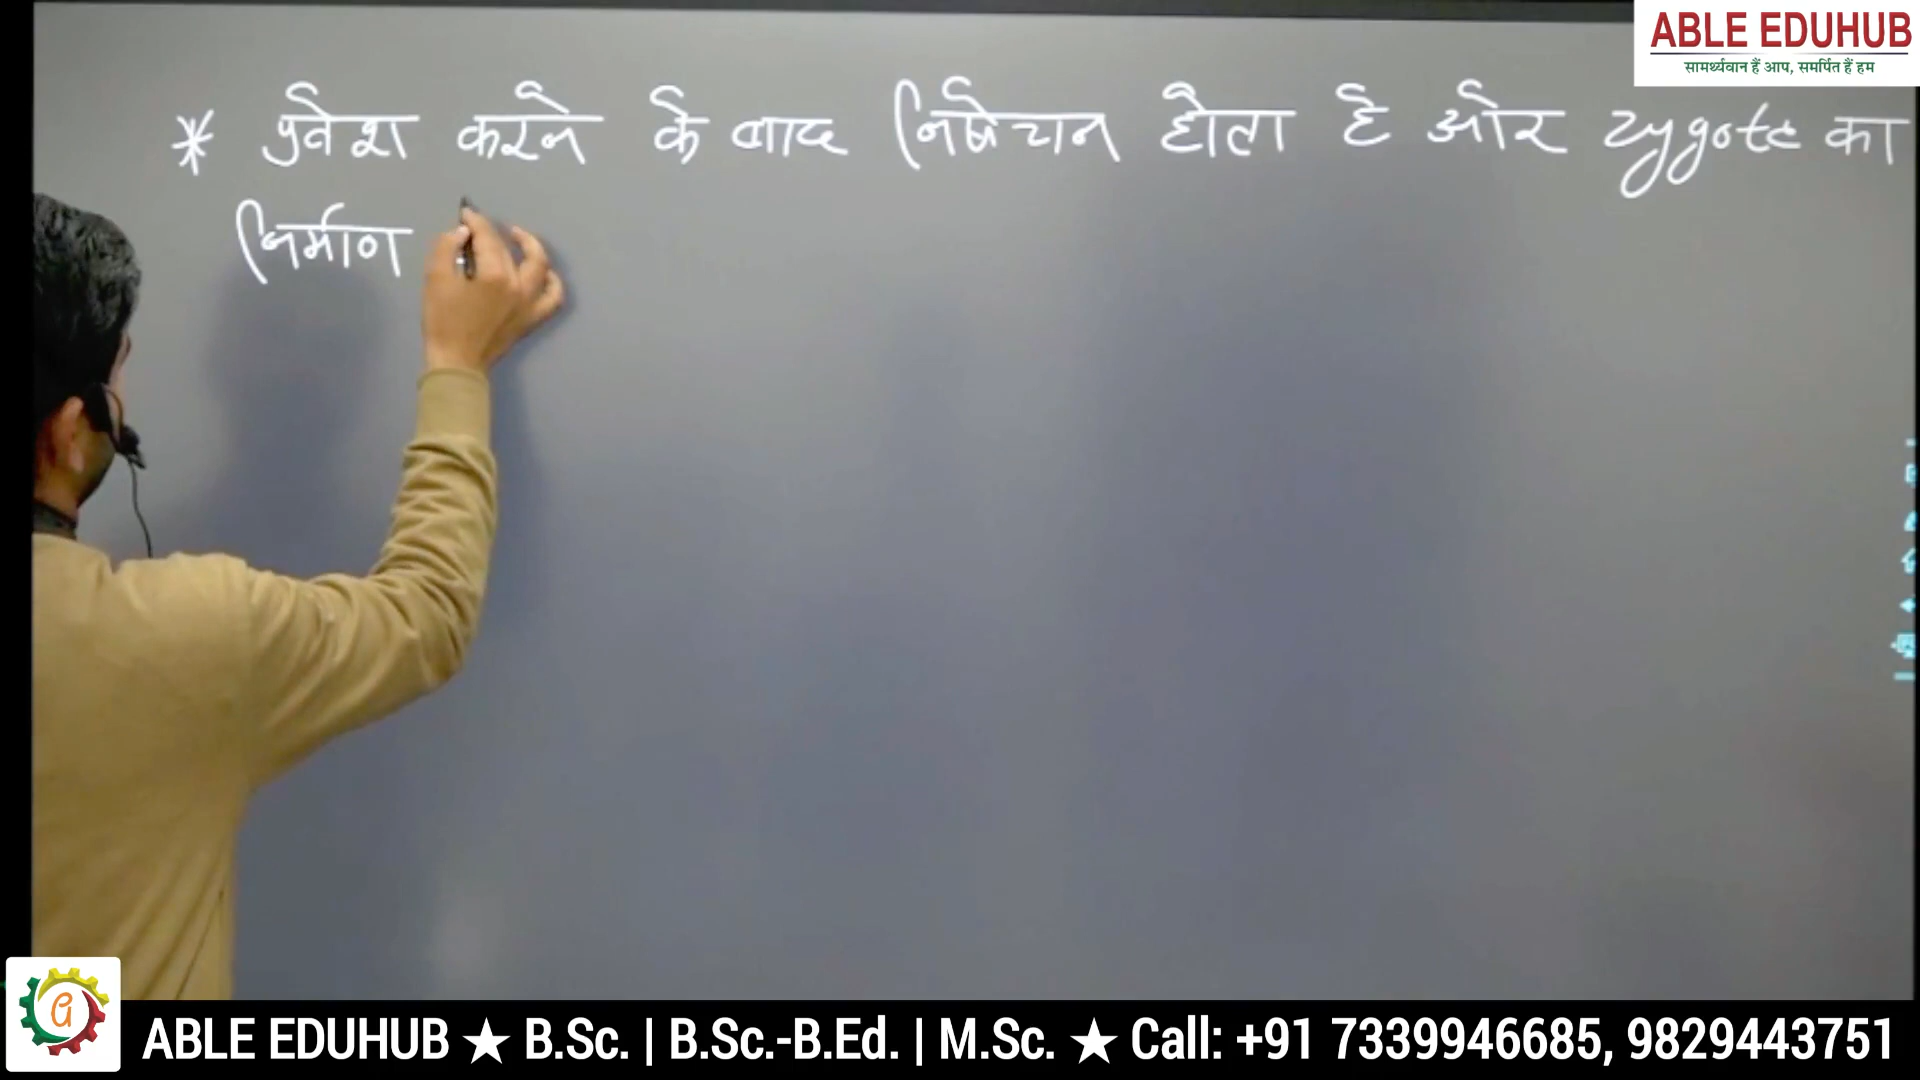 ABLE EDUHUB
सामर्थ्यवान हैं आप, समर्पित हैं हम
* प्रवेश करने के बाद निषेचन होता है और zygote का
निर्माण
ABLE EDUHUB ★ B.Sc. | B.Sc.-B.Ed. | M.Sc. ★ Call: +91 7339946685, 9829443751